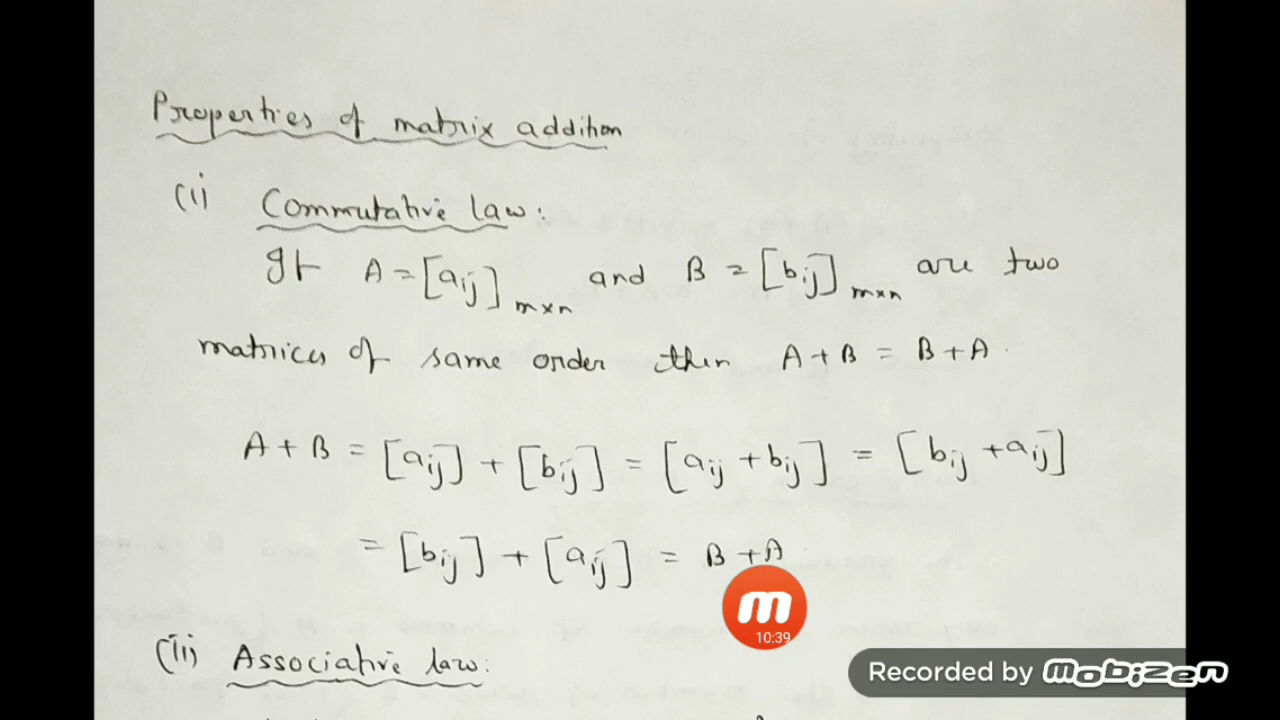 Properties of matrix addition
(i) Commutative law:
If A = [aij]m×n and B = [bij]m×n are two
matrices of same order then A + B = B + A.
A + B = [aij] + [bij] = [aij + bij] = [bij + aij]
= [bij] + [aij] = B + A
m
10:39
(ii) Associative law:
Recorded by mobizen